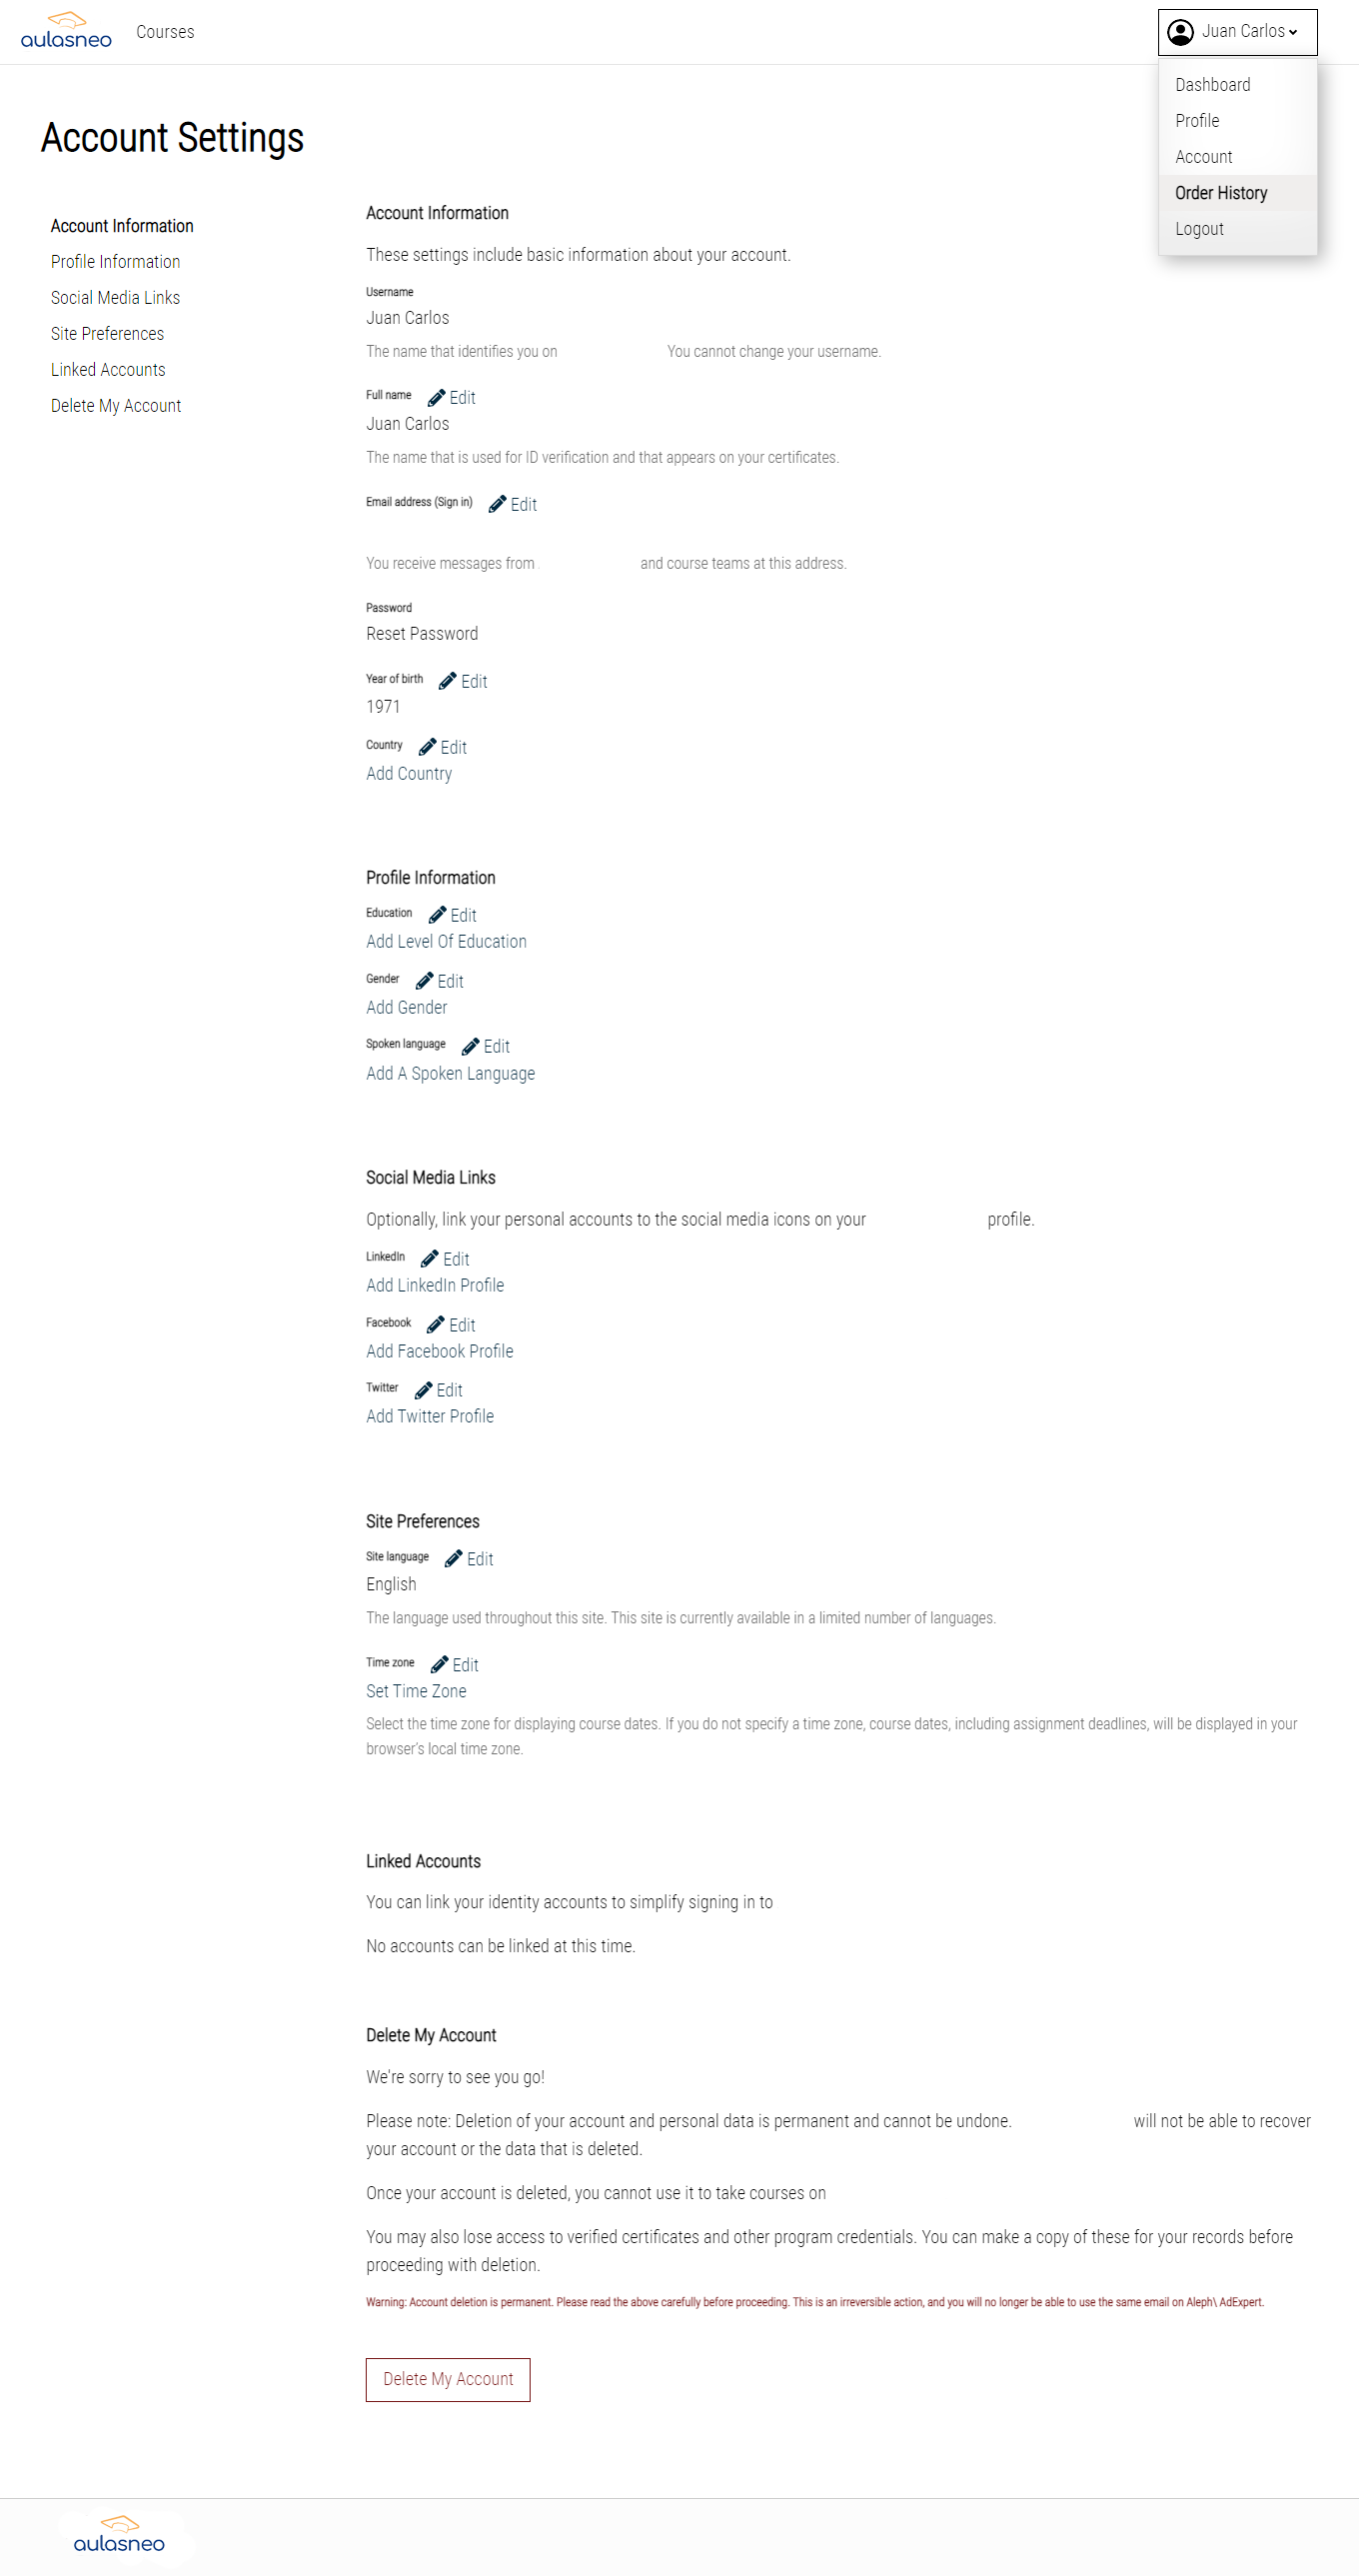 aulasneo
Courses
Juan Carlos
Dashboard
Profile
Account
Order History
Logout
Account Settings
Account Information
Profile Information
Social Media Links
Site Preferences
Linked Accounts
Delete My Account
Account Information
These settings include basic information about your account.
Username
Juan Carlos
The name that identifies you on You cannot change your username.
Full name Edit
Juan Carlos
The name that is used for ID verification and that appears on your certificates.
Email address (Sign in) Edit
You receive messages from and course teams at this address.
Password
Reset Password
Year of birth Edit
1971
Country Edit
Add Country
Profile Information
Education Edit
Add Level Of Education
Gender Edit
Add Gender
Spoken language Edit
Add A Spoken Language
Social Media Links
Optionally, link your personal accounts to the social media icons on your profile.
LinkedIn Edit
Add LinkedIn Profile
Facebook Edit
Add Facebook Profile
Twitter Edit
Add Twitter Profile
Site Preferences
Site language Edit
English
The language used throughout this site. This site is currently available in a limited number of languages.
Time zone Edit
Set Time Zone
Select the time zone for displaying course dates. If you do not specify a time zone, course dates, including assignment deadlines, will be displayed in your
browser's local time zone.
Linked Accounts
You can link your identity accounts to simplify signing in to
No accounts can be linked at this time.
Delete My Account
We're sorry to see you go!
Please note: Deletion of your account and personal data is permanent and cannot be undone. will not be able to recover
your account or the data that is deleted.
Once your account is deleted, you cannot use it to take courses on
You may also lose access to verified certificates and other program credentials. You can make a copy of these for your records before
proceeding with deletion.
Warning: Account deletion is permanent. Please read the above carefully before proceeding. This is an irreversible action, and you will no longer be able to use the same email on Aleph\ AdExpert.
Delete My Account
aulasneo